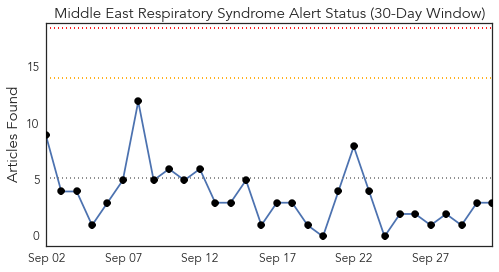 Middle East Respiratory Syndrome Alert Status (30-Day Window)
Articles Found
15
10
5
0
Sep 02 Sep 07 Sep 12 Sep 17 Sep 22 Sep 27